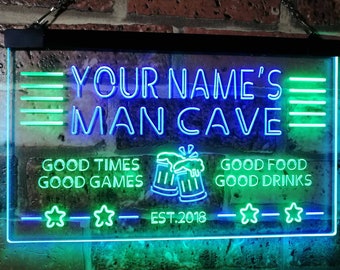 YOUR NAME'S
MAN CAVE
GOOD TIMES
GOOD GAMES
GOOD FOOD
GOOD DRINKS
EST.2018